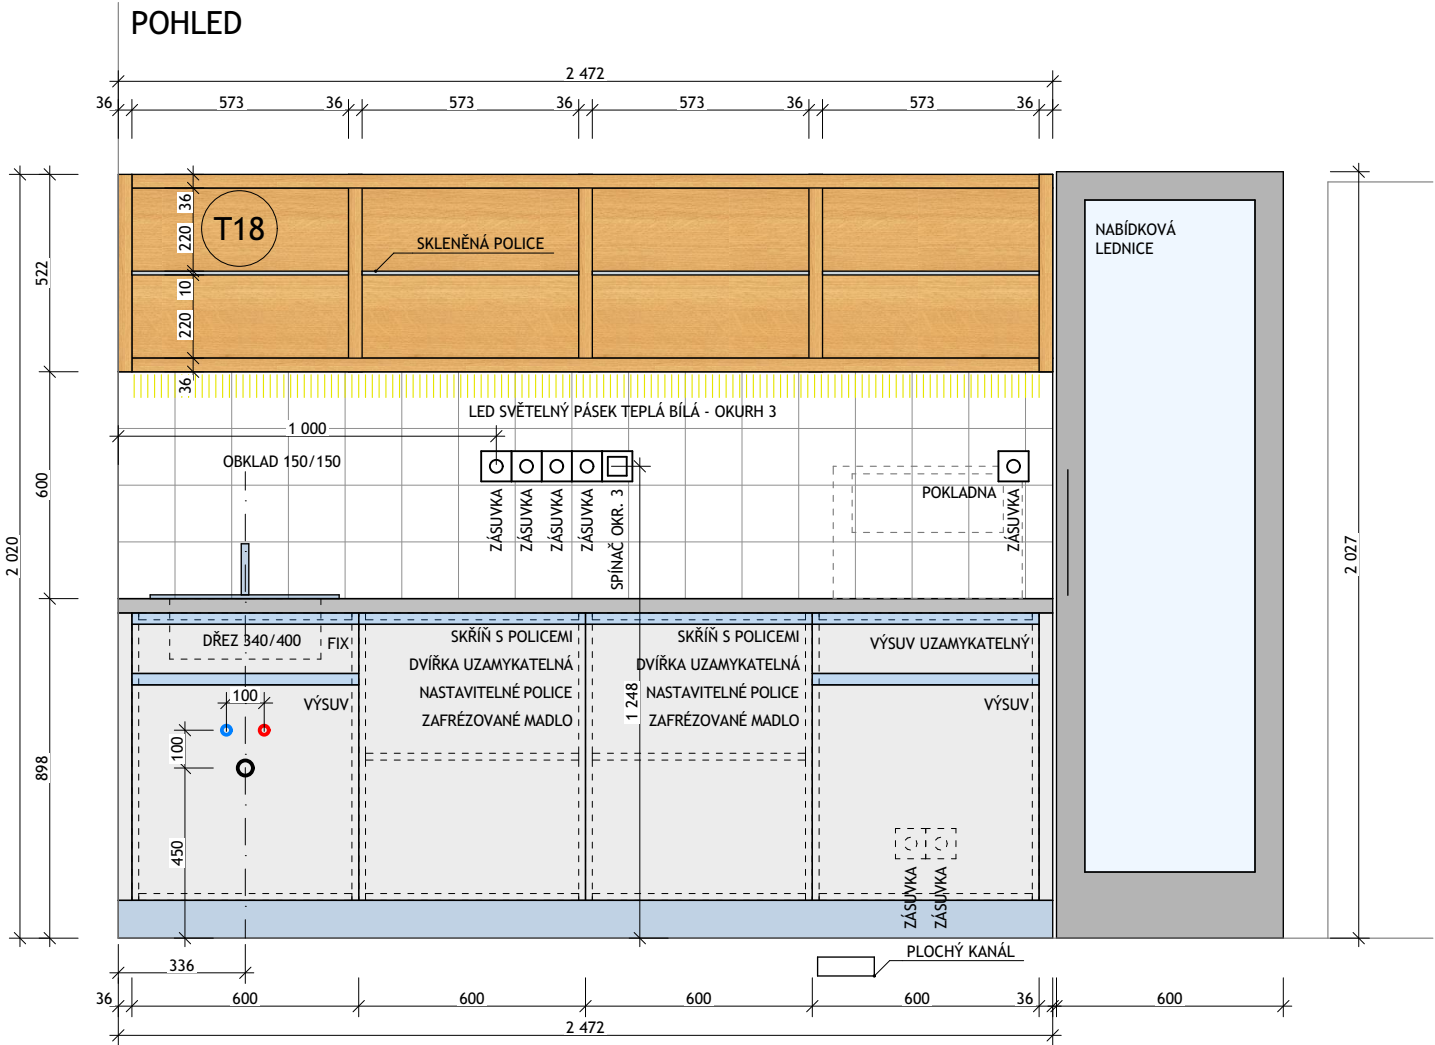 POHLED
2 472
36
573
36
573
36
573
36
573
36
36
220
10
220
36
T18
SKLENĚNÁ POLICE
NABÍDKOVÁ
LEDNICE
522
600
898
2 020
2 027
LED SVĚTELNÝ PÁSEK TEPLÁ BÍLÁ - OKURH 3
1 000
OBKLAD 150/150
ZÁSUVKA
ZÁSUVKA
ZÁSUVKA
ZÁSUVKA
SPÍNAČ OKR. 3
POKLADNA
ZÁSUVKA
DŘEZ 340/400
FIX
VÝSUV
SKŘÍŇ S POLICEMI
DVÍŘKA UZAMYKATELNÁ
NASTAVITELNÉ POLICE
ZAFRÉZOVANÉ MADLO
SKŘÍŇ S POLICEMI
DVÍŘKA UZAMYKATELNÁ
NASTAVITELNÉ POLICE
ZAFRÉZOVANÉ MADLO
VÝSUV UZAMYKATELNÝ
VÝSUV
100
100
450
1 248
ZÁSUVKA
ZÁSUVKA
PLOCHÝ KANÁL
336
36
600
600
600
600
36
600
2 472